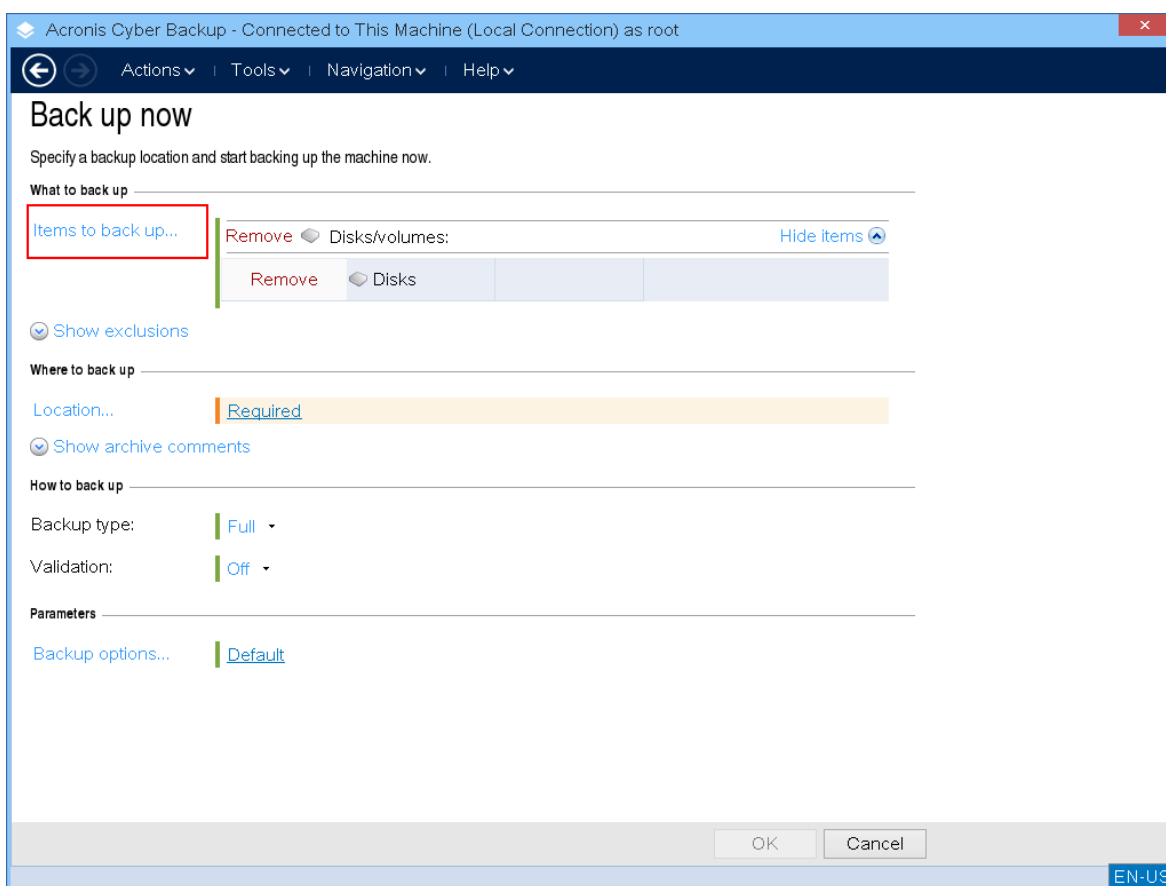 Acronis Cyber Backup - Connected to This Machine (Local Connection) as root
Actions Tools Navigation Help
Back up now
Specify a backup location and start backing up the machine now.
What to back up
Items to back up... Remove Disks/volumes: Hide items
Remove Disks
Show exclusions
Where to back up
Location... Required
Show archive comments
How to back up
Backup type: Full
Validation: Off
Parameters
Backup options... Default
OK Cancel
EN-US